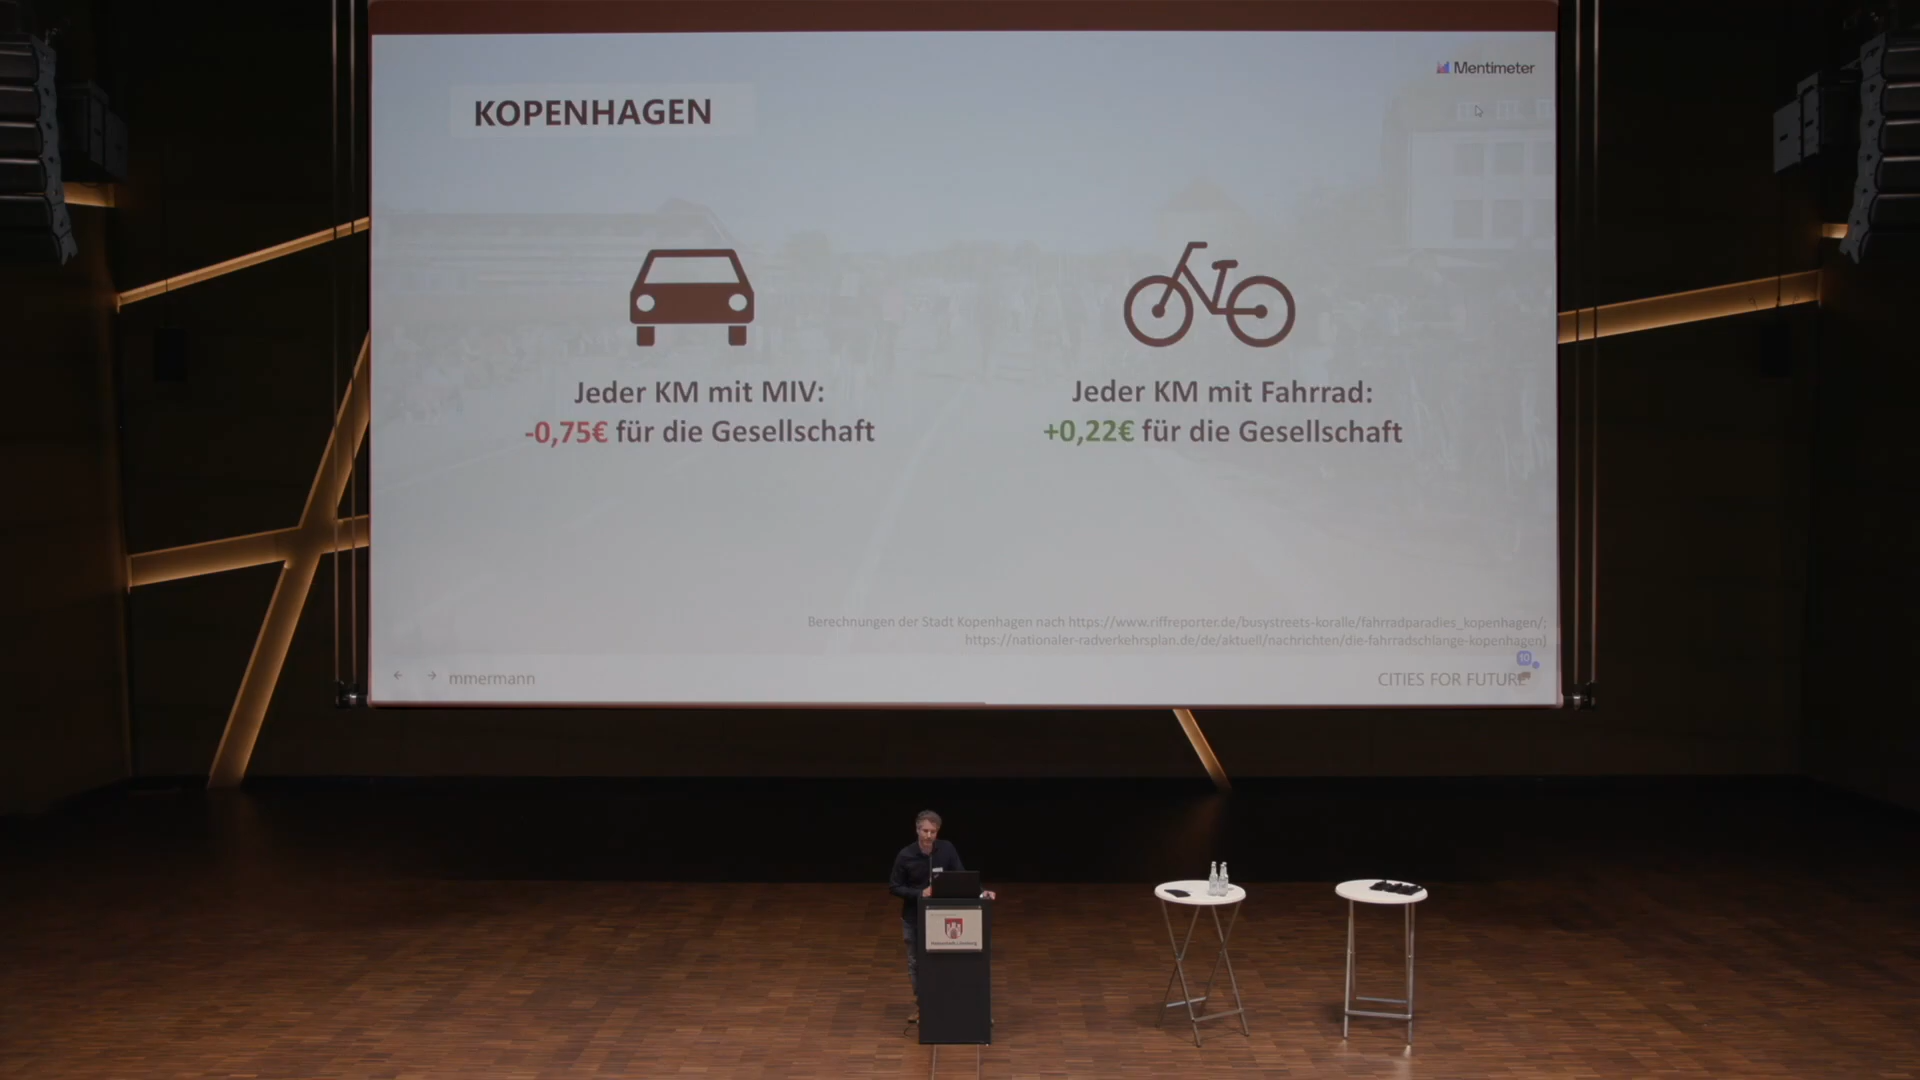 Mentimeter
KOPENHAGEN
Jeder KM mit MIV:
-0,75€ für die Gesellschaft
Jeder KM mit Fahrrad:
+0,22€ für die Gesellschaft
Berechnungen der Stadt Kopenhagen nach https://www.riffreporter.de/busystreets-koralle/fahrradparadies_kopenhagen/;
https://nationaler-radverkehrsplan.de/de/aktuell/nachrichten/die-fahrradschlange-kopenhagen)
10
← → mmermann
CITIES FOR FUTURE